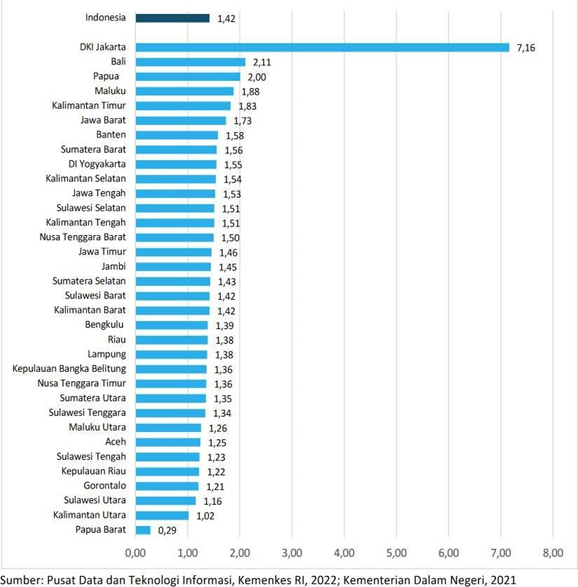 Indonesia 1,42
DKI Jakarta 7,16
Bali 2,11
Papua 2,00
Maluku 1,88
Kalimantan Timur 1,83
Jawa Barat 1,73
Banten 1,58
Sumatera Barat 1,56
DI Yogyakarta 1,55
Kalimantan Selatan 1,54
Jawa Tengah 1,53
Sulawesi Selatan 1,51
Kalimantan Tengah 1,51
Nusa Tenggara Barat 1,50
Jawa Timur 1,46
Jambi 1,45
Sumatera Selatan 1,43
Sulawesi Barat 1,42
Kalimantan Barat 1,42
Bengkulu 1,39
Riau 1,38
Lampung 1,38
Kepulauan Bangka Belitung 1,36
Nusa Tenggara Timur 1,36
Sumatera Utara 1,35
Sulawesi Tenggara 1,34
Maluku Utara 1,26
Aceh 1,25
Sulawesi Tengah 1,23
Kepulauan Riau 1,22
Gorontalo 1,21
Sulawesi Utara 1,16
Kalimantan Utara 1,02
Papua Barat 0,29
0,00 1,00 2,00 3,00 4,00 5,00 6,00 7,00 8,00
Sumber: Pusat Data dan Teknologi Informasi, Kemenkes RI, 2022; Kementerian Dalam Negeri, 2021